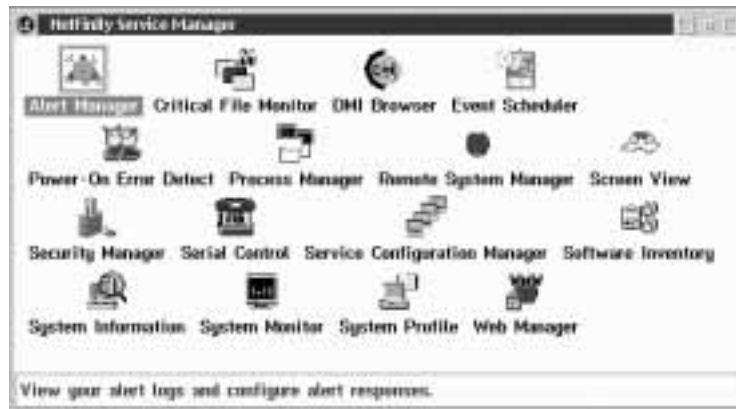 NetFinity Service Manager
Alert Manager Critical File Monitor DMI Browser Event Scheduler
Power-On Error Detect Process Manager Remote System Manager Screen View
Security Manager Serial Control Service Configuration Manager Software Inventory
System Information System Monitor System Profile Web Manager
View your alert logs and configure alert responses.